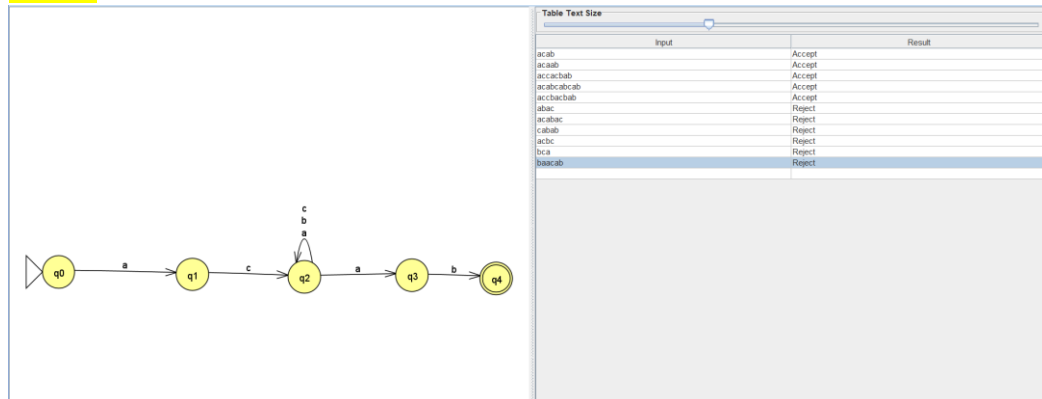 Table Text Size
Input Result
acab Accept
acaab Accept
accacbab Accept
acabcabcab Accept
accbacbab Accept
abac Reject
acabac Reject
cabab Reject
acbc Reject
bca Reject
baacab Reject
c
b
a
q0 a q1 c q2 a q3 b q4